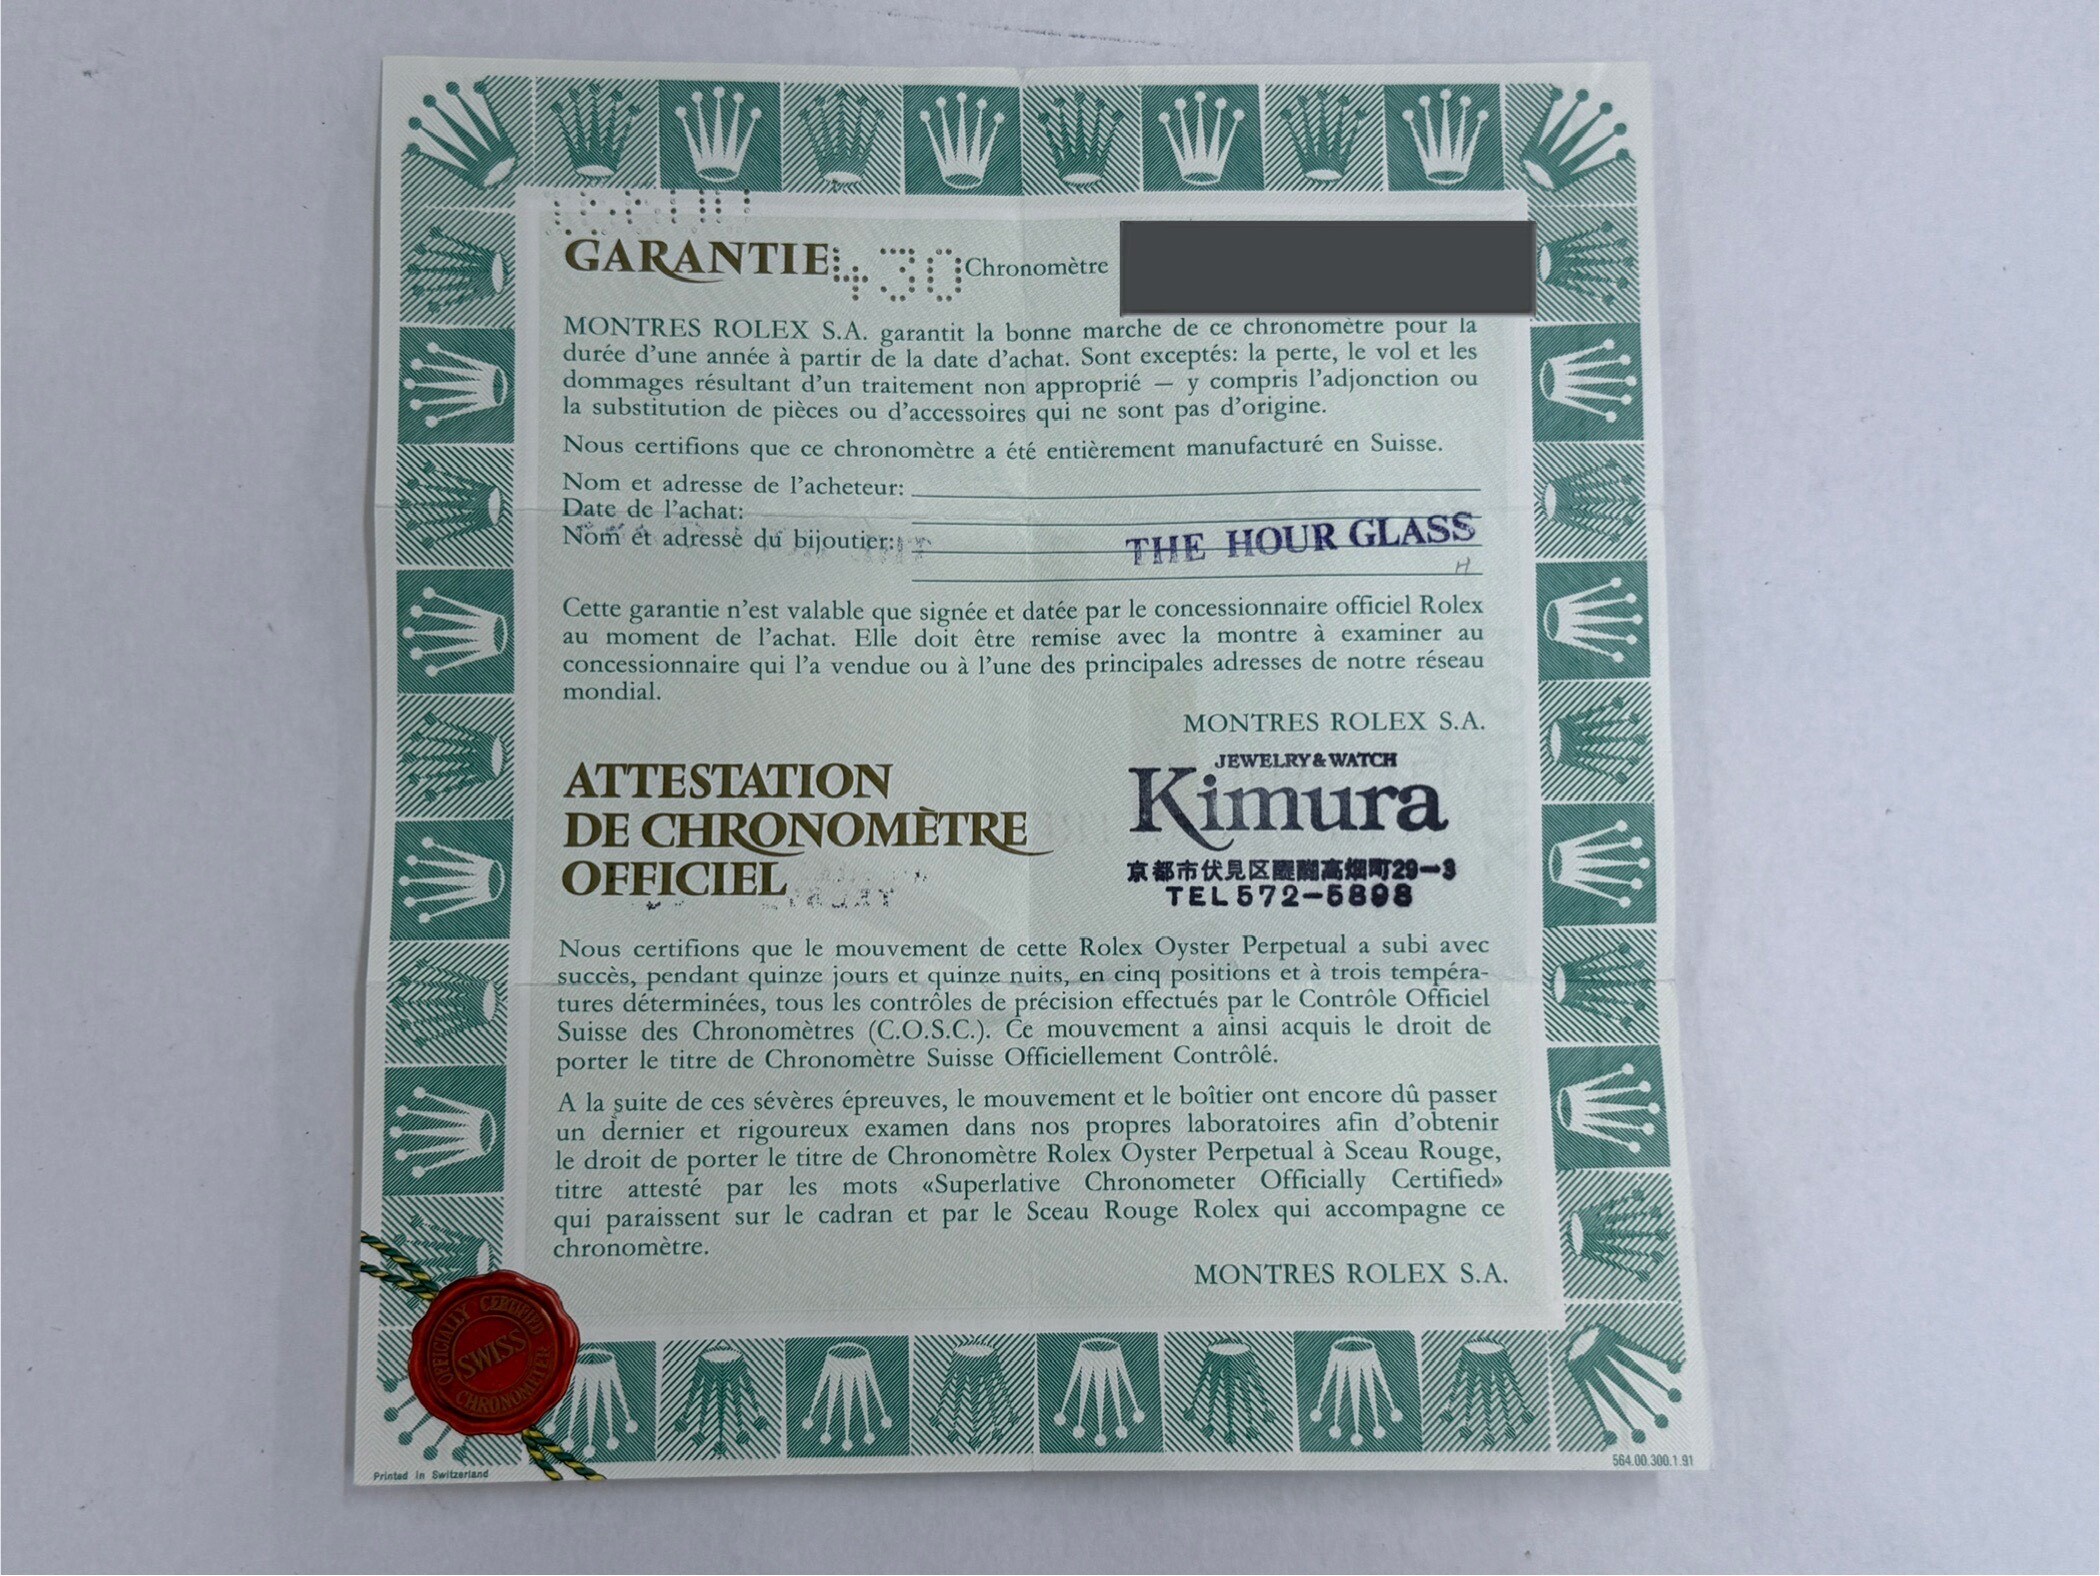 GARANTIE 430 Chronomètre
MONTRES ROLEX S.A. garantit la bonne marche de ce chronomètre pour la
durée d’une année à partir de la date d’achat. Sont exceptés: la perte, le vol et les
dommages résultant d’un traitement non approprié — y compris l’adjonction ou
la substitution de pièces ou d’accessoires qui ne sont pas d’origine.
Nous certifions que ce chronomètre a été entièrement manufacturé en Suisse.
Nom et adresse de l’acheteur:
Date de l’achat:
Nom et adresse du bijoutier: THE HOUR GLASS
H
Cette garantie n’est valable que signée et datée par le concessionnaire officiel Rolex
au moment de l’achat. Elle doit être remise avec la montre à examiner au
concessionnaire qui l’a vendue ou à l’une des principales adresses de notre réseau
mondial.
MONTRES ROLEX S.A.
JEWELRY & WATCH
Kimura
京都市伏見区醍醐高畑町29-3
TEL 572-5898
ATTESTATION
DE CHRONOMÈTRE
OFFICIEL
Nous certifions que le mouvement de cette Rolex Oyster Perpetual a subi avec
succès, pendant quinze jours et quinze nuits, en cinq positions et à trois tempéra-
tures déterminées, tous les contrôles de précision effectués par le Contrôle Officiel
Suisse des Chronomètres (C.O.S.C.). Ce mouvement a ainsi acquis le droit de
porter le titre de Chronomètre Suisse Officiellement Contrôlé.
A la suite de ces sévères épreuves, le mouvement et le boîtier ont encore dû passer
un dernier et rigoureux examen dans nos propres laboratoires afin d’obtenir
le droit de porter le titre de Chronomètre Rolex Oyster Perpetual à Sceau Rouge,
titre attesté par les mots «Superlative Chronometer Officially Certified»
qui paraissent sur le cadran et par le Sceau Rouge Rolex qui accompagne ce
chronomètre.
MONTRES ROLEX S.A.
OFFICIALLY CERTIFIED
SWISS
CHRONOMETER
Printed in Switzerland
564.00.300.1.91